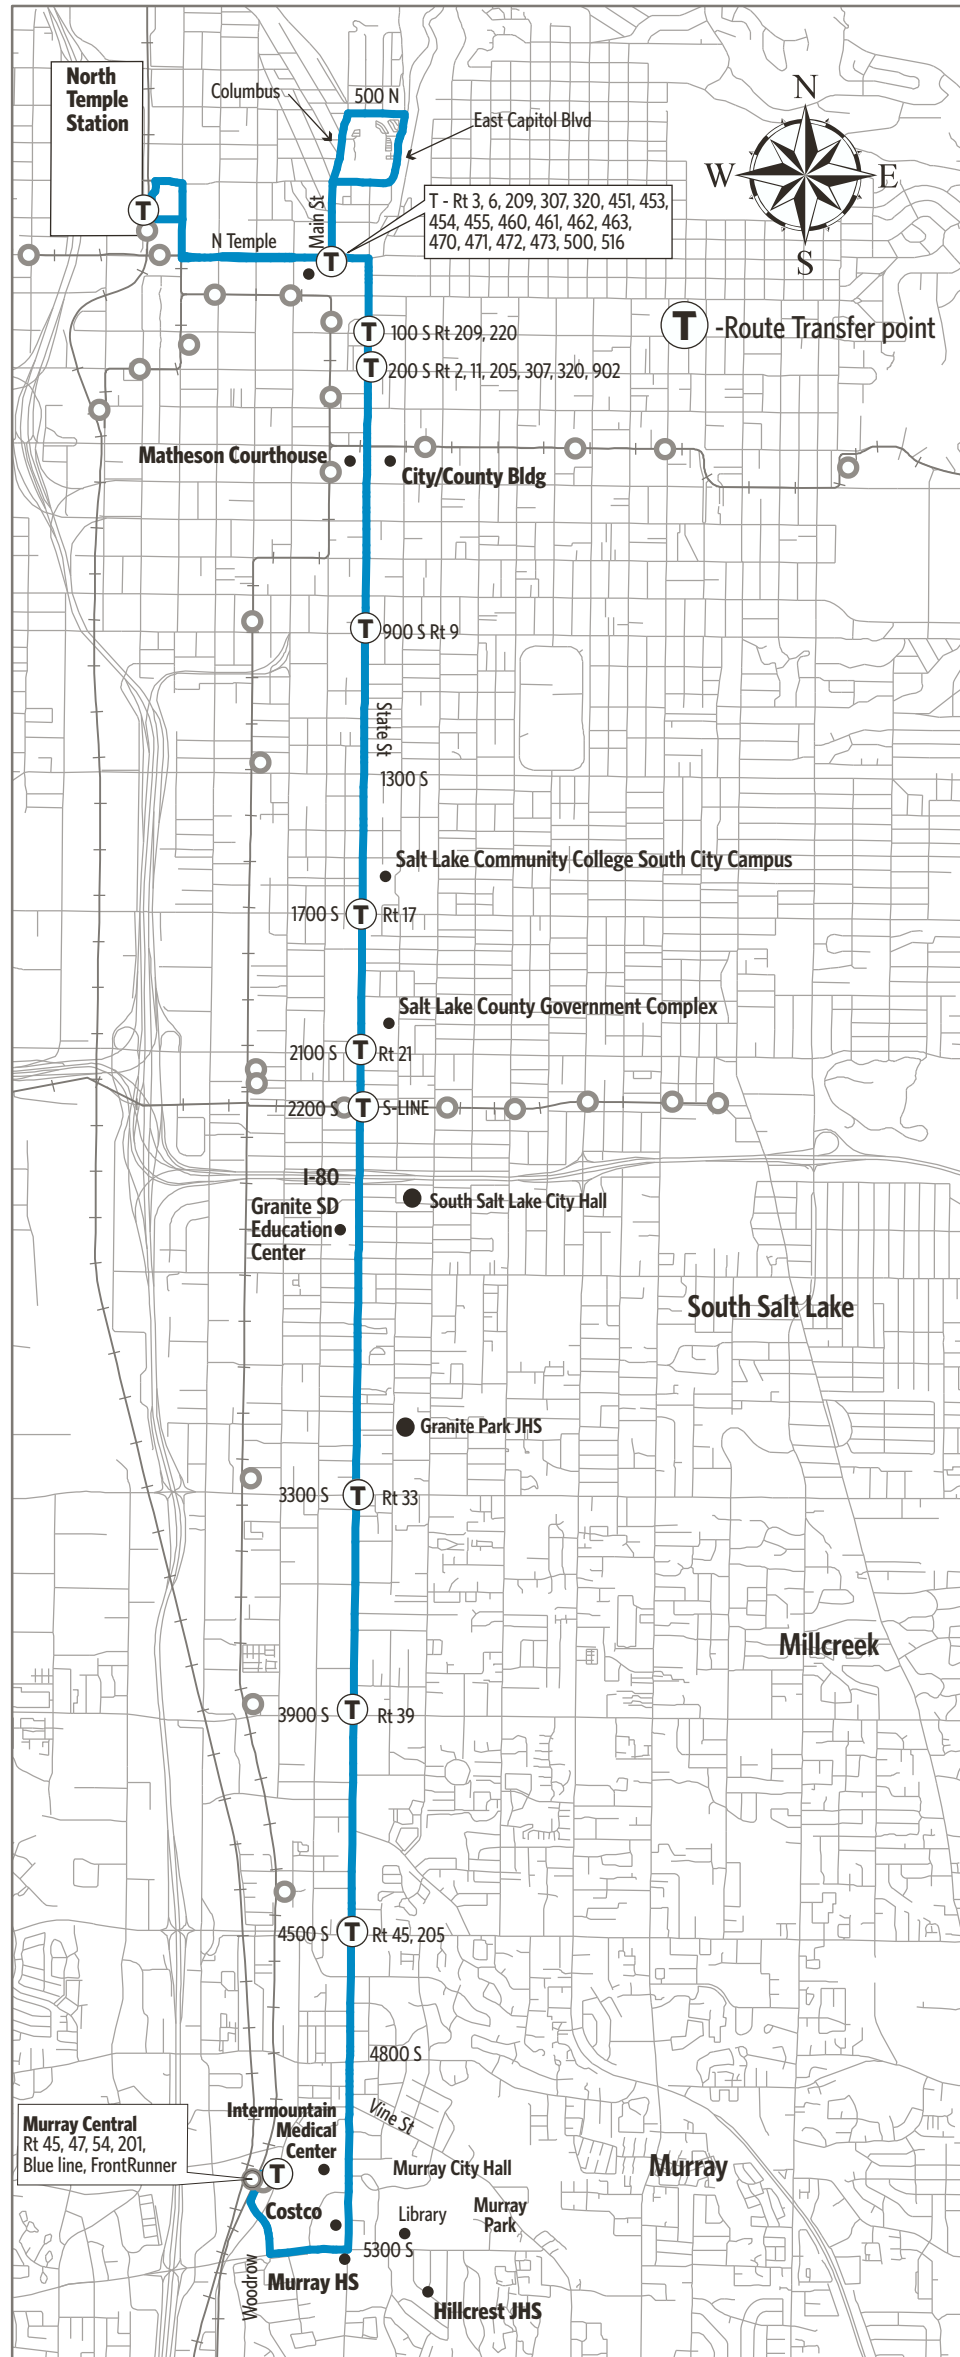 North
Temple
Station
Columbus
500 N
East Capitol Blvd
N
W
E
S
T
Main St
T - Rt 3, 6, 209, 307, 320, 451, 453,
454, 455, 460, 461, 462, 463,
470, 471, 472, 473, 500, 516
N Temple
T
T
-Route Transfer point
T
100 S Rt 209, 220
T
200 S Rt 2, 11, 205, 307, 320, 902
Matheson Courthouse
City/County Bldg
T
900 S Rt 9
State St
1300 S
Salt Lake Community College South City Campus
1700 S
T
Rt 17
Salt Lake County Government Complex
2100 S
T
Rt 21
2200 S
T
S-LINE
I-80
South Salt Lake City Hall
Granite SD
Education
Center
South Salt Lake
Granite Park JHS
3300 S
T
Rt 33
Millcreek
3900 S
T
Rt 39
4500 S
T
Rt 45, 205
4800 S
Vine St
Intermountain
Medical
Center
Murray Central
Rt 45, 47, 54, 201,
Blue line, FrontRunner
T
Murray City Hall
Murray
Costco
Library
Murray
Park
5300 S
Woodrow
Murray HS
Hillcrest JHS